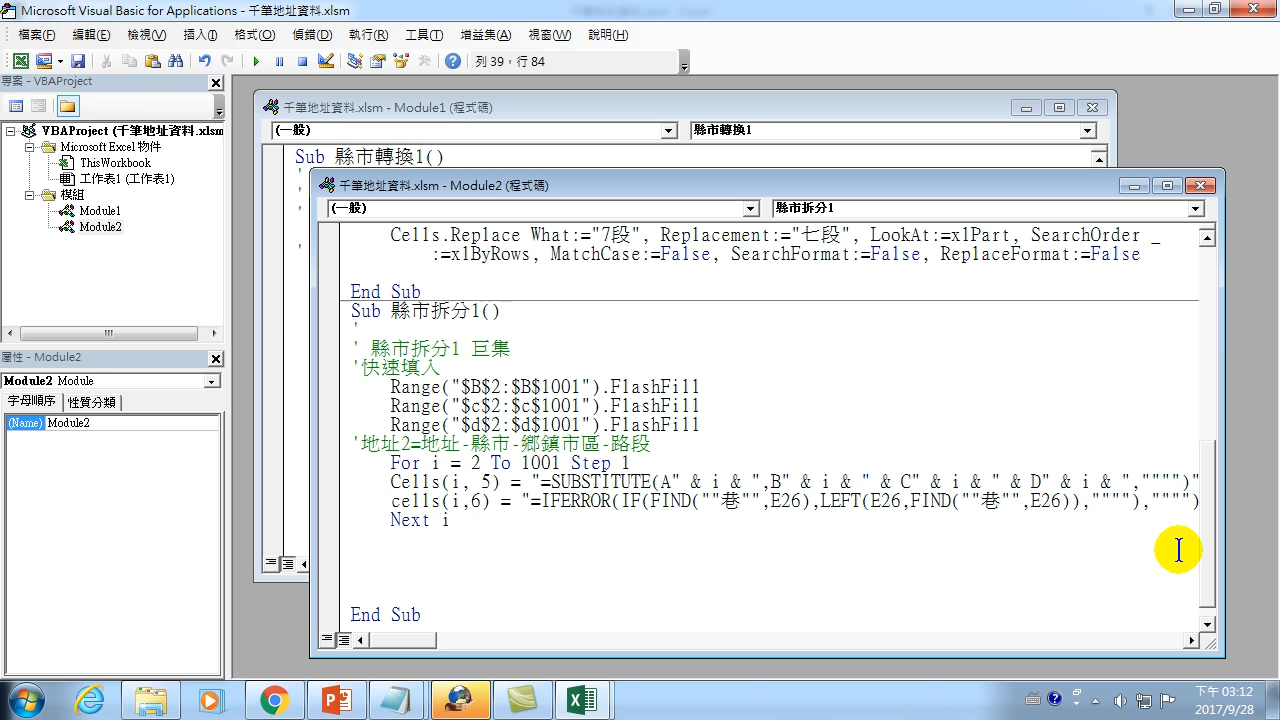 Microsoft Visual Basic for Applications - 千筆地址資料.xlsm
檔案(F) 編輯(E) 檢視(V) 插入(I) 格式(O) 偵錯(D) 執行(R) 工具(T) 增益集(A) 視窗(W) 說明(H)
列 39，行 84
專案 - VBAProject
VBAProject (千筆地址資料.xlsm
Microsoft Excel 物件
ThisWorkbook
工作表1 (工作表1)
模組
Module1
Module2
屬性 - Module2
Module2 Module
字母順序 性質分類
(Name) Module2
千筆地址資料.xlsm - Module1 (程式碼)
(一般) 縣市轉換1
Sub 縣市轉換1()
'
'
'
千筆地址資料.xlsm - Module2 (程式碼)
(一般) 縣市拆分1
Cells.Replace What:="7段", Replacement:="七段", LookAt:=xlPart, SearchOrder _
:=xlByRows, MatchCase:=False, SearchFormat:=False, ReplaceFormat:=False
End Sub
Sub 縣市拆分1()
'
' 縣市拆分1 巨集
'快速填入
Range("$B$2:$B$1001").FlashFill
Range("$c$2:$c$1001").FlashFill
Range("$d$2:$d$1001").FlashFill
'地址2=地址-縣市-鄉鎮市區-路段
For i = 2 To 1001 Step 1
Cells(i, 5) = "=SUBSTITUTE(A" & i & ",B" & i & " & C" & i & " & D" & i & ","""")"
cells(i,6) = "=IFERROR(IF(FIND(""巷"",E26),LEFT(E26,FIND(""巷"",E26)),""""),"""")
Next i
End Sub
下午 03:12
2017/9/28